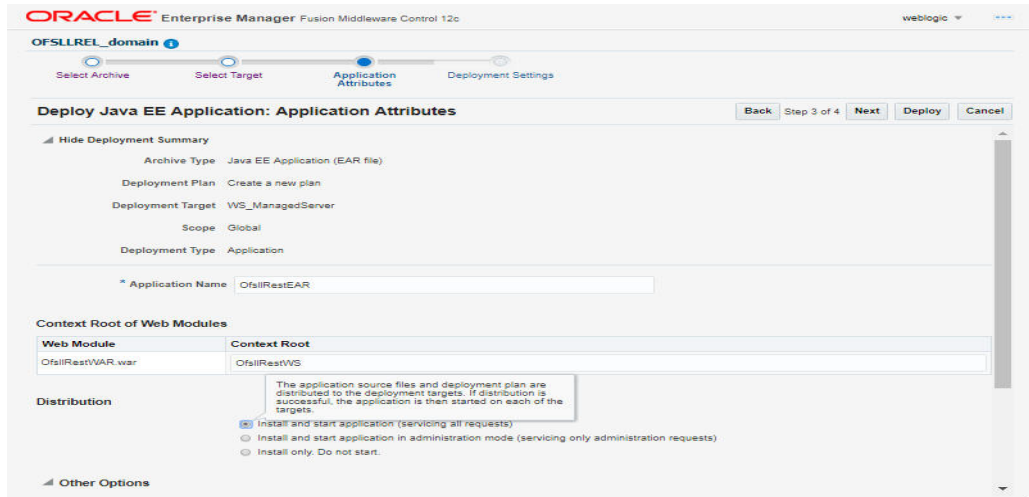 ORACLE Enterprise Manager Fusion Middleware Control 12c
weblogic
OFSLLREL_domain
Select Archive
Select Target
Application Attributes
Deployment Settings
Deploy Java EE Application: Application Attributes
Back Step 3 of 4 Next Deploy Cancel
Hide Deployment Summary
Archive Type Java EE Application (EAR file)
Deployment Plan Create a new plan
Deployment Target WS_ManagedServer
Scope Global
Deployment Type Application
* Application Name OfsllRestEAR
Context Root of Web Modules
Web Module Context Root
OfsllRestWAR.war OfsllRestWS
The application source files and deployment plan are
distributed to the deployment targets. If distribution is
successful, the application is then started on each of the
targets.
Distribution
Install and start application (servicing all requests)
Install and start application in administration mode (servicing only administration requests)
Install only. Do not start.
Other Options